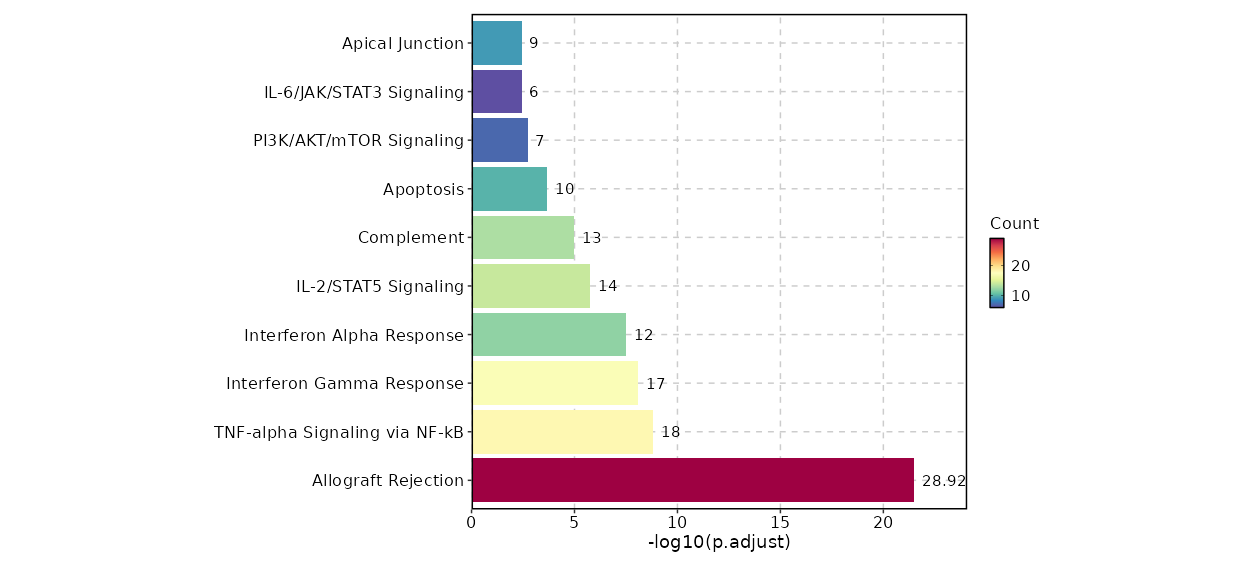 Apical Junction 9
IL-6/JAK/STAT3 Signaling 6
PI3K/AKT/mTOR Signaling 7
Apoptosis 10
Complement 13
IL-2/STAT5 Signaling 14
Interferon Alpha Response 12
Interferon Gamma Response 17
TNF-alpha Signaling via NF-kB 18
Allograft Rejection 28.92
0 5 10 15 20
-log10(p.adjust)
Count
20
10